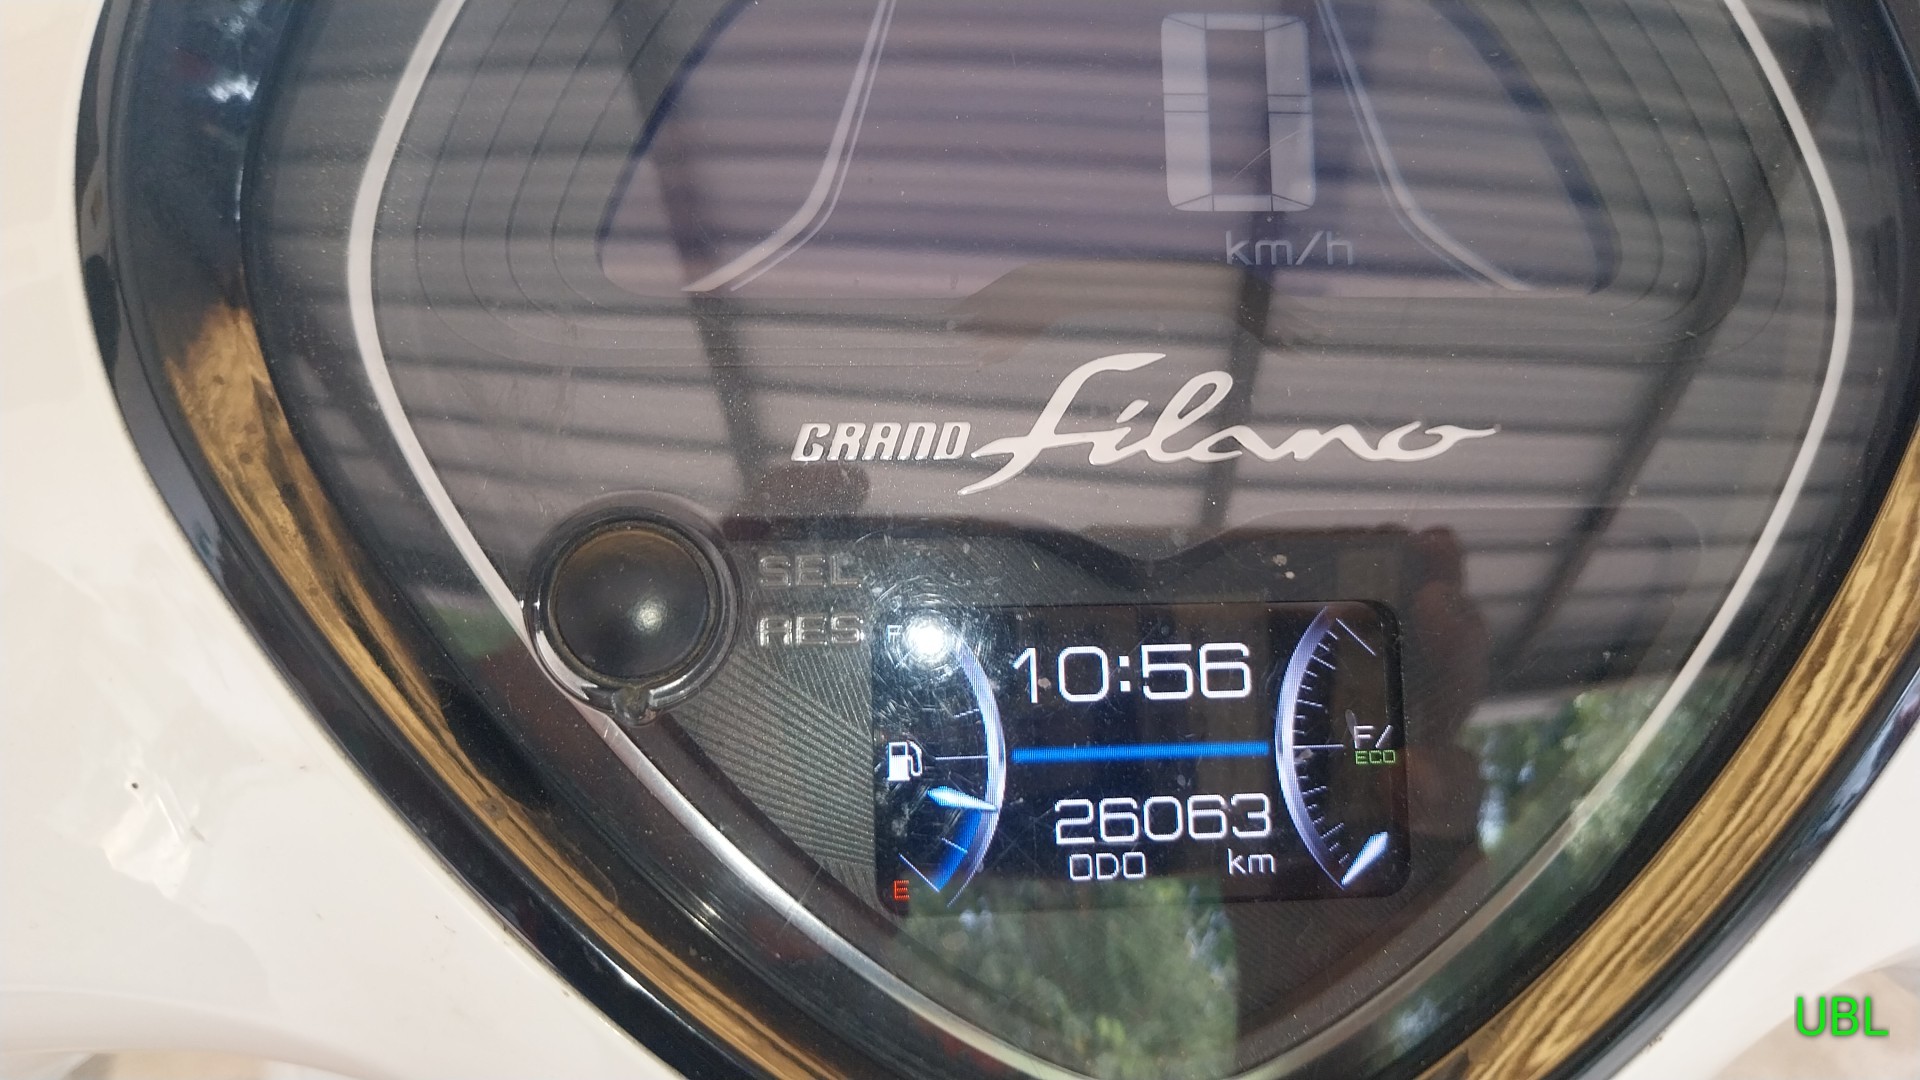 0
km/h
GRAND filano
SEL
RES
F
10:56
F/
ECO
26063
ODO km
E
UBL